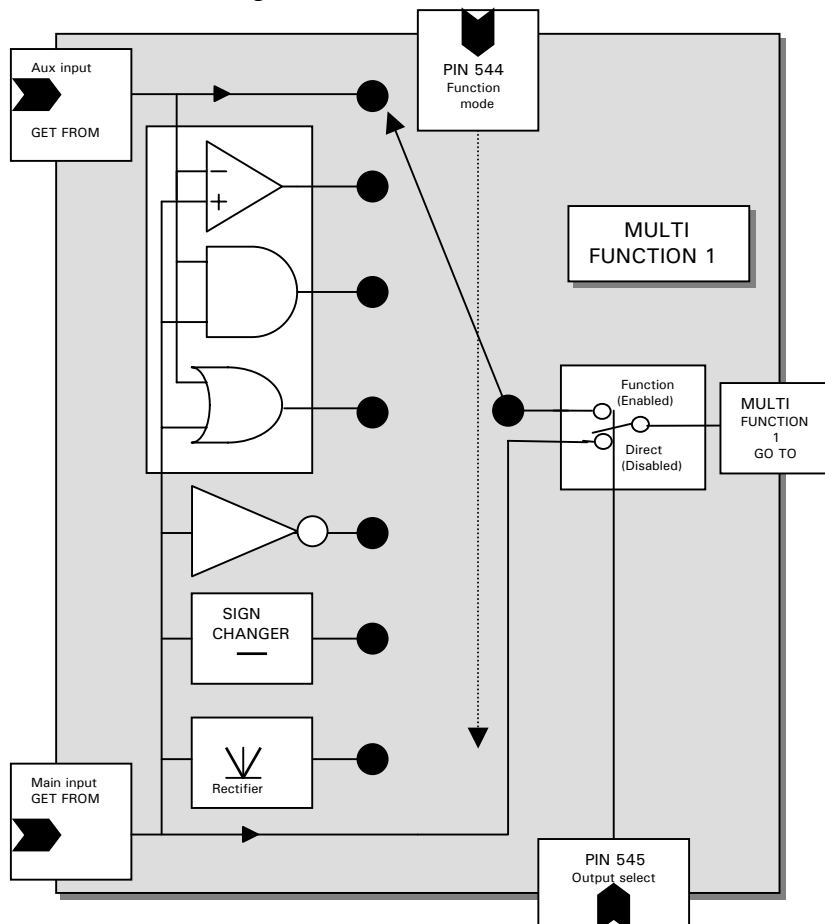 Aux input
GET FROM
PIN 544
Function
mode
MULTI
FUNCTION 1
Function
(Enabled)
Direct
(Disabled)
MULTI
FUNCTION
1
GO TO
SIGN
CHANGER
Rectifier
Main input
GET FROM
PIN 545
Output select